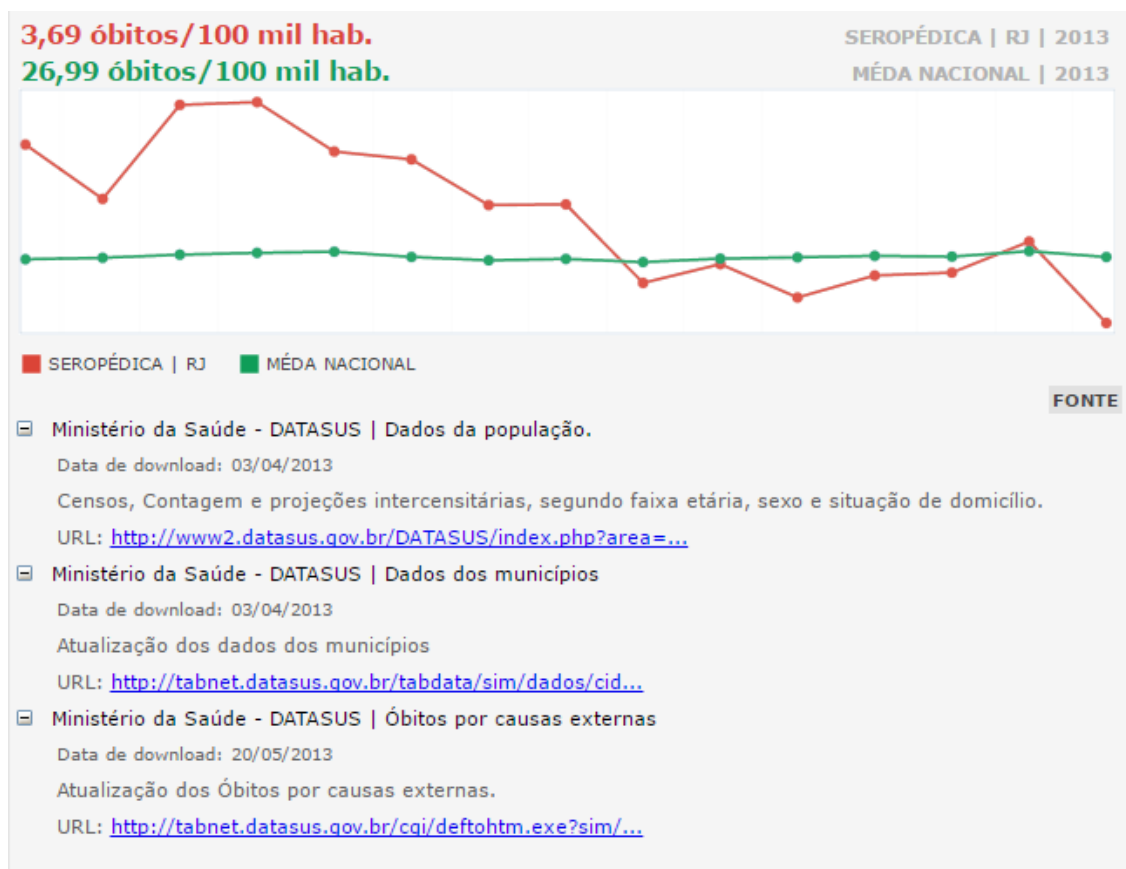 3,69 óbitos/100 mil hab.
SEROPÉDICA | RJ | 2013
26,99 óbitos/100 mil hab.
MÉDA NACIONAL | 2013
SEROPÉDICA | RJ MÉDA NACIONAL
FONTE
Ministério da Saúde - DATASUS | Dados da população.
Data de download: 03/04/2013
Censos, Contagem e projeções intercensitárias, segundo faixa etária, sexo e situação de domicílio.
URL: http://www2.datasus.gov.br/DATASUS/index.php?area=...
Ministério da Saúde - DATASUS | Dados dos municípios
Data de download: 03/04/2013
Atualização dos dados dos municípios
URL: http://tabnet.datasus.gov.br/tabdata/sim/dados/cid...
Ministério da Saúde - DATASUS | Óbitos por causas externas
Data de download: 20/05/2013
Atualização dos Óbitos por causas externas.
URL: http://tabnet.datasus.gov.br/cgi/deftohtm.exe?sim/...